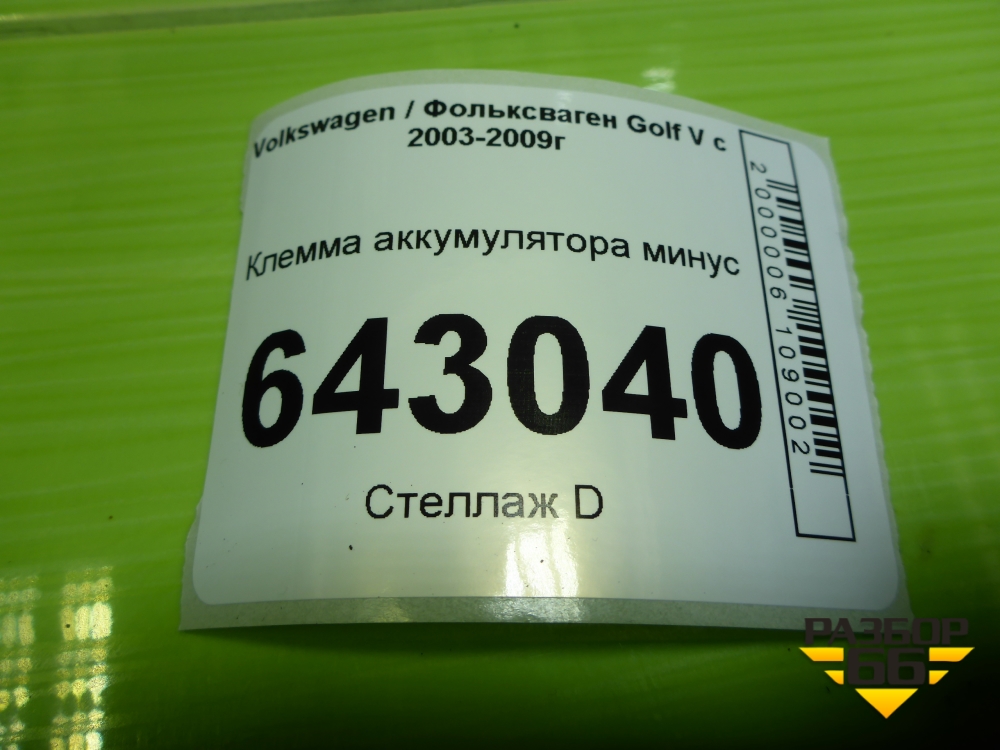 Volkswagen / Фольксваген Golf V с
2003-2009г
Клемма аккумулятора минус
643040
Стеллаж D
2000006109002
РАЗБОР
66